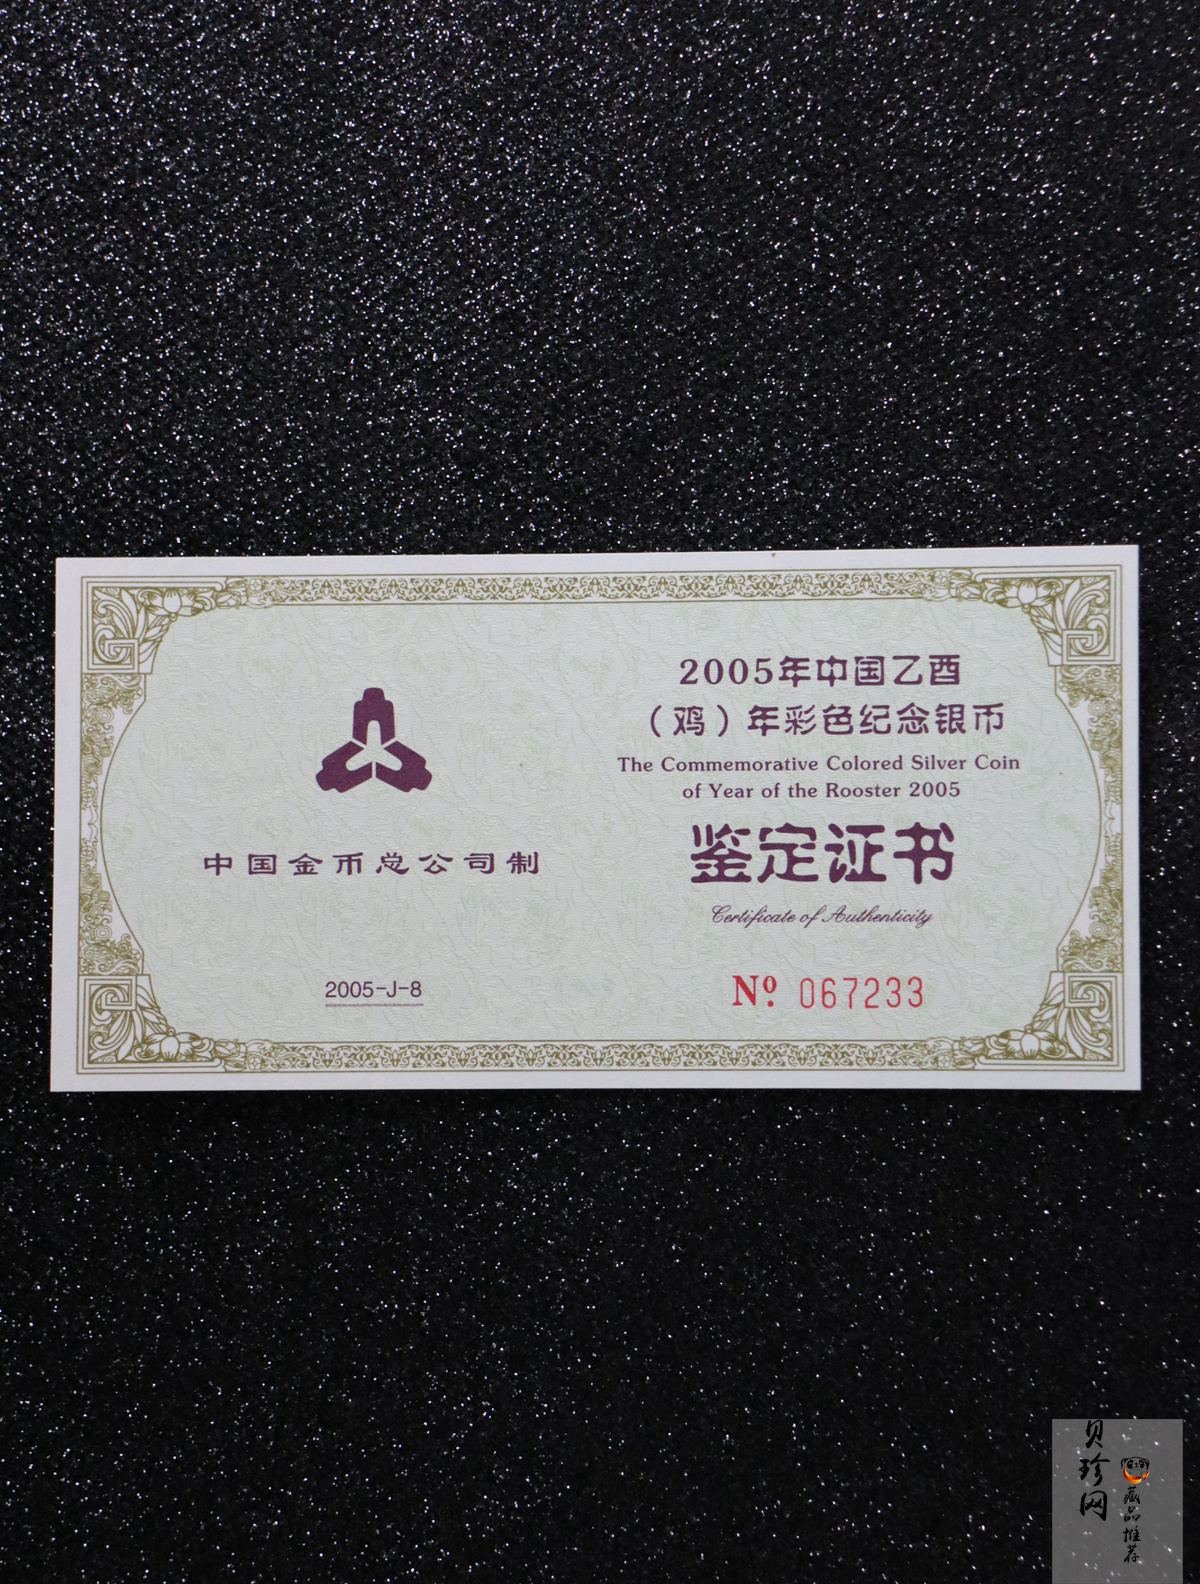 中国金币总公司制
2005-J-8
2005年中国乙酉
（鸡）年彩色纪念银币
The Commemorative Colored Silver Coin
of Year of the Rooster 2005
鉴定证书
Certificate of Authenticity
Nº 067233
贝珍网
藏品推荐